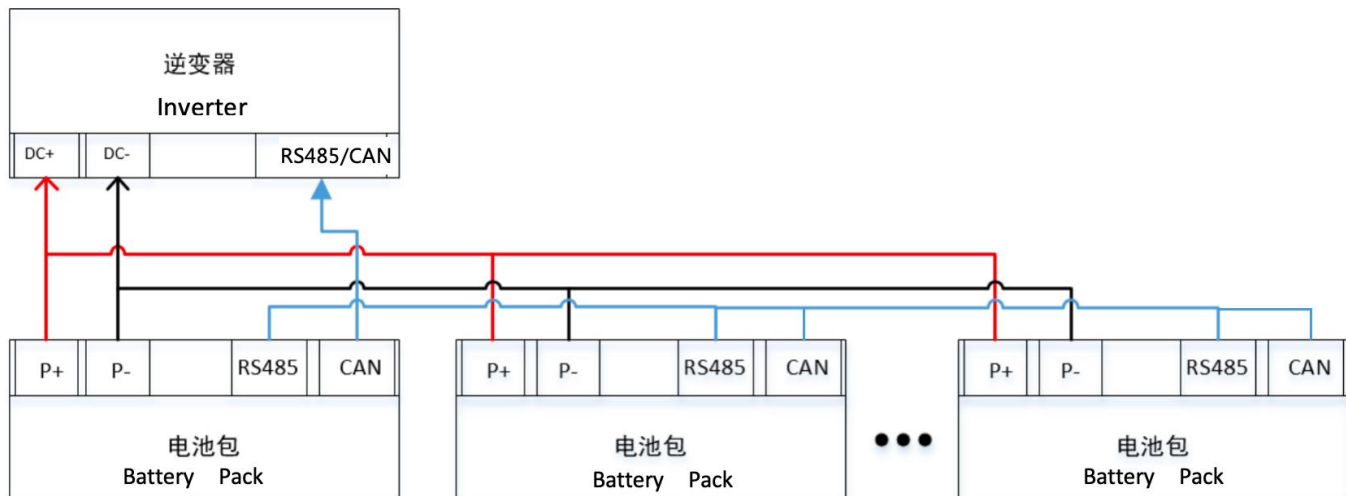 逆变器
Inverter
DC+ DC- RS485/CAN
P+ P- RS485 CAN P+ P- RS485 CAN P+ P- RS485 CAN
电池包 电池包 电池包
Battery Pack Battery Pack Battery Pack